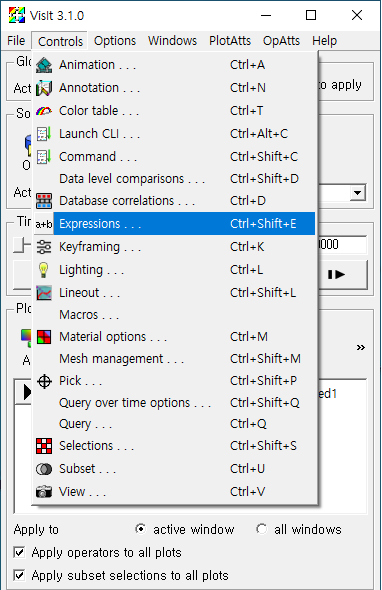 VisIt 3.1.0
File Controls Options Windows PlotAtts OpAtts Help
Animation . . . Ctrl+A
to apply
Annotation . . . Ctrl+N
Color table . . . Ctrl+T
Launch CLI . . . Ctrl+Alt+C
Command . . . Ctrl+Shift+C
Data level comparisons . . . Ctrl+Shift+D
Database correlations . . . Ctrl+D
a+b Expressions . . . Ctrl+Shift+E
Keyframing . . . Ctrl+K
Lighting . . . Ctrl+L
Lineout . . . Ctrl+Shift+L
Macros . . .
Material options . . . Ctrl+M
Mesh management . . . Ctrl+Shift+M
»
Pick . . . Ctrl+Shift+P
Query over time options . . . Ctrl+Shift+Q
Query . . . Ctrl+Q
Selections . . . Ctrl+Shift+S
Subset . . . Ctrl+U
View . . . Ctrl+V
Apply to active window all windows
Apply operators to all plots
Apply subset selections to all plots